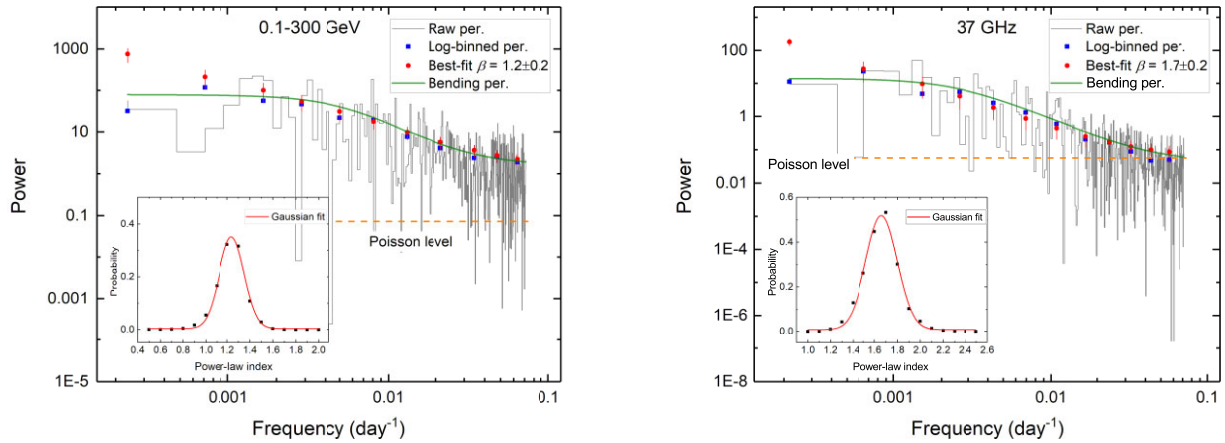 0.1-300 GeV
Raw per.
Log-binned per.
Best-fit β = 1.2±0.2
Bending per.
1000
10
0.1
0.001
1E-5
Power
Poisson level
Gaussian fit
0.4
0.2
0.0
Probability
0.4 0.6 0.8 1.0 1.2 1.4 1.6 1.8 2.0
Power-law index
0.001 0.01 0.1
Frequency (day⁻¹)
37 GHz
Raw per.
Log-binned per.
Best-fit β = 1.7±0.2
Bending per.
100
1
0.01
1E-4
1E-6
1E-8
Power
Poisson level
Gaussian fit
0.6
0.4
0.2
0.0
Probability
1.0 1.2 1.4 1.6 1.8 2.0 2.2 2.4 2.6
Power-law index
0.001 0.01 0.1
Frequency (day⁻¹)